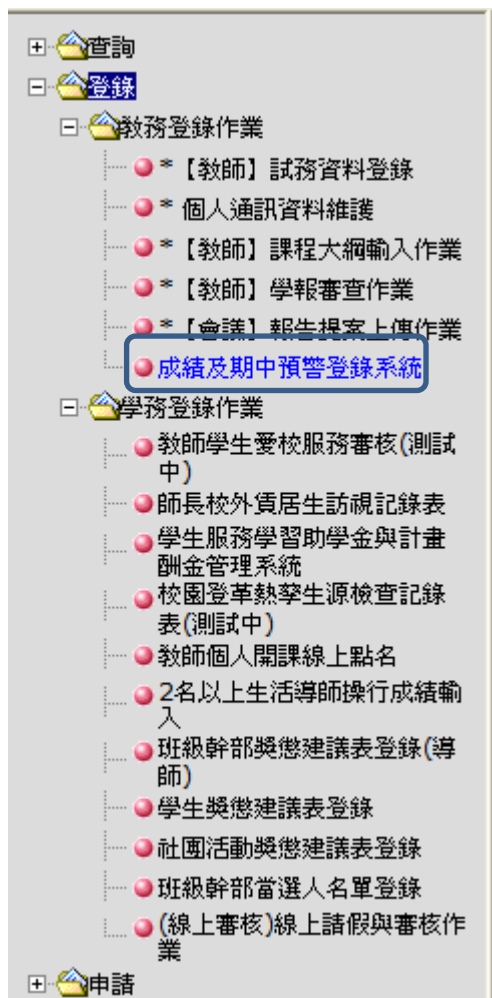 查詢
登錄
教務登錄作業
*【教師】試務資料登錄
* 個人通訊資料維護
*【教師】課程大綱輸入作業
*【教師】學報審查作業
*【會議】報告提案上傳作業
成績及期中預警登錄系統
學務登錄作業
教師學生愛校服務審核(測試
中)
師長校外賃居生訪視記錄表
學生服務學習助學金與計畫
酬金管理系統
校園登革熱孳生源檢查記錄
表(測試中)
教師個人開課線上點名
2名以上生活導師操行成績輸
入
班級幹部獎懲建議表登錄(導
師)
學生獎懲建議表登錄
社團活動獎懲建議表登錄
班級幹部當選人名單登錄
(線上審核)線上請假與審核作
業
申請